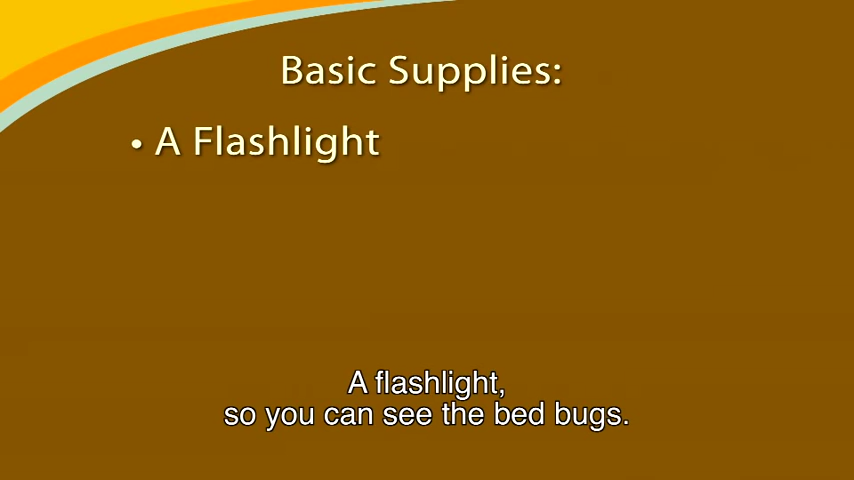 Basic Supplies:
• A Flashlight
A flashlight,
so you can see the bed bugs.